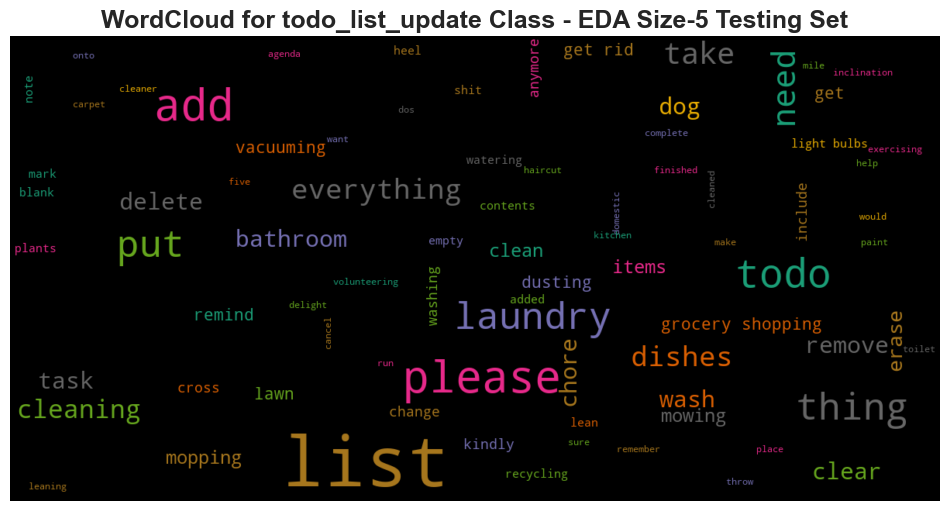 WordCloud for todo_list_update Class - EDA Size-5 Testing Set
onto
agenda
heel
get rid
take
need
mile
inclination
anymore
note
cleaner
carpet
add
dos
shit
dog
get
complete
want
vacuuming
light bulbs
exercising
watering
haircut
finished
help
mark
blank
five
everything
cleaned
delete
contents
domestic
include
would
plants
put
bathroom
empty
clean
kitchen
make
paint
items
todo
volunteering
washing
dusting
added
delight
remind
cancel
laundry
grocery shopping
erase
remove
toilet
dishes
chore
run
please
task
cross
lawn
cleaning
change
lean
wash
mowing
thing
list
kindly
sure
remember
place
mopping
recycling
throw
clear
leaning